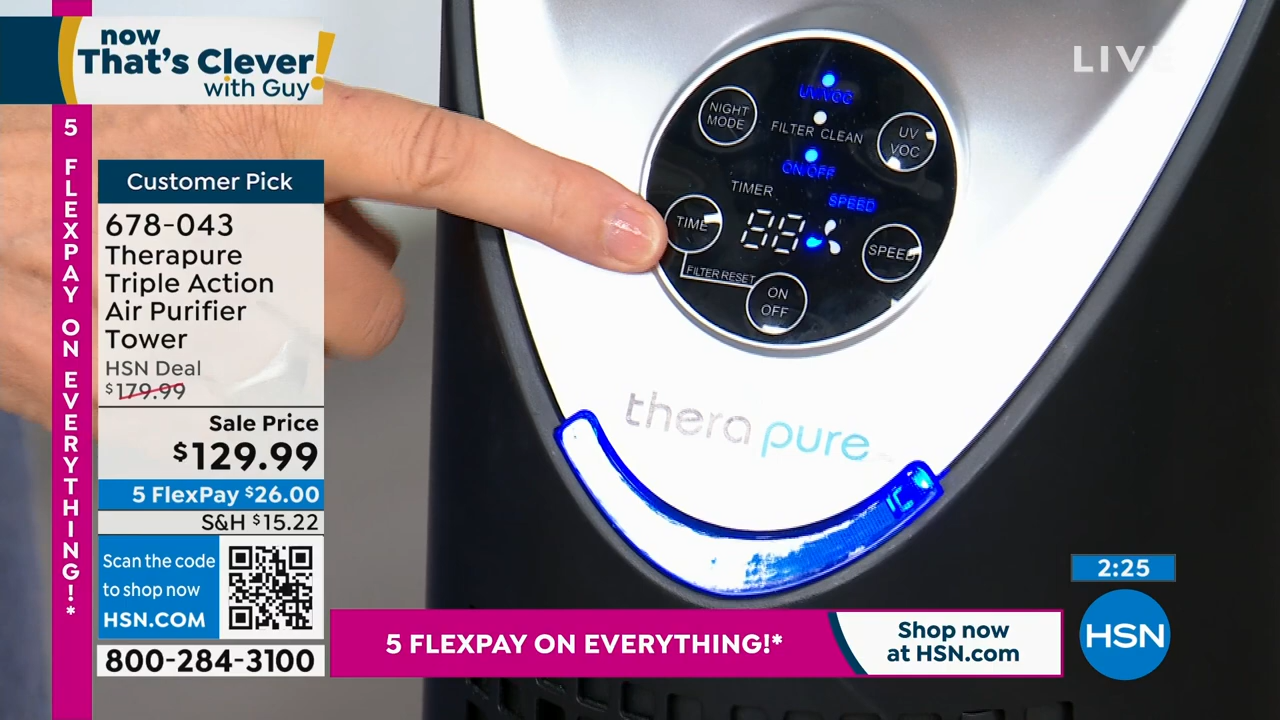 now
That's Clever!
with Guy
LIVE
5 FLEXPAY ON EVERYTHING!*
Customer Pick
678-043
Therapure
Triple Action
Air Purifier
Tower
HSN Deal
$179.99
Sale Price
$129.99
5 FlexPay $26.00
S&H $15.22
Scan the code
to shop now
HSN.COM
800-284-3100
UV/VOC
NIGHT
MODE
FILTER CLEAN
UV
VOC
ON/OFF
TIMER
SPEED
TIME
88
SPEED
FILTER RESET
ON
OFF
thera pure
2:25
5 FLEXPAY ON EVERYTHING!*
Shop now
at HSN.com
HSN